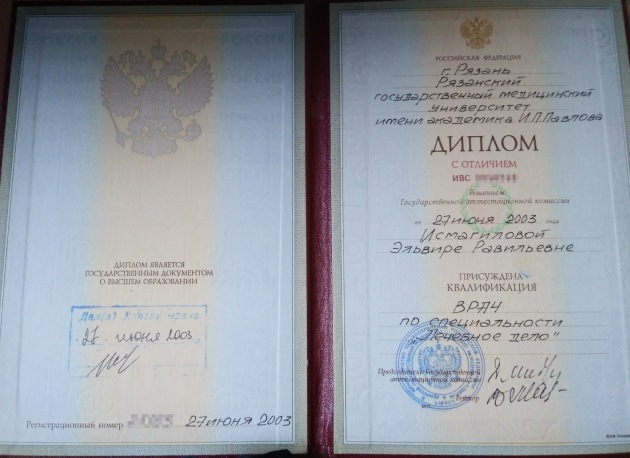 ДИПЛОМ ЯВЛЯЕТСЯ
ГОСУДАРСТВЕННЫМ ДОКУМЕНТОМ
О ВЫСШЕМ ОБРАЗОВАНИИ
27 июня 2003
Регистрационный номер 27 июня 2003
РОССИЙСКАЯ ФЕДЕРАЦИЯ
г. Рязань
Рязанский
государственный медицинский
университет
имени академика И.П.Павлова
ДИПЛОМ
С ОТЛИЧИЕМ
ИВС
Решением
Государственной аттестационной комиссии
от 27 июня 2003 года
Исмагиловой
Эльвире Равильевне
ПРИСУЖДЕНА
КВАЛИФИКАЦИЯ
ВРАЧ
по специальности
"Лечебное дело"
Председатель Государственной
аттестационной комиссии
Ректор